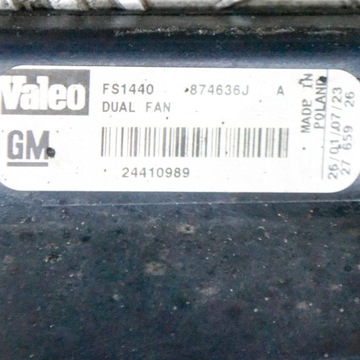 Valeo
FS1440 874636J A
DUAL FAN
GM
24410989
MADE IN
POLAND
26/01/07/23
27 659 26